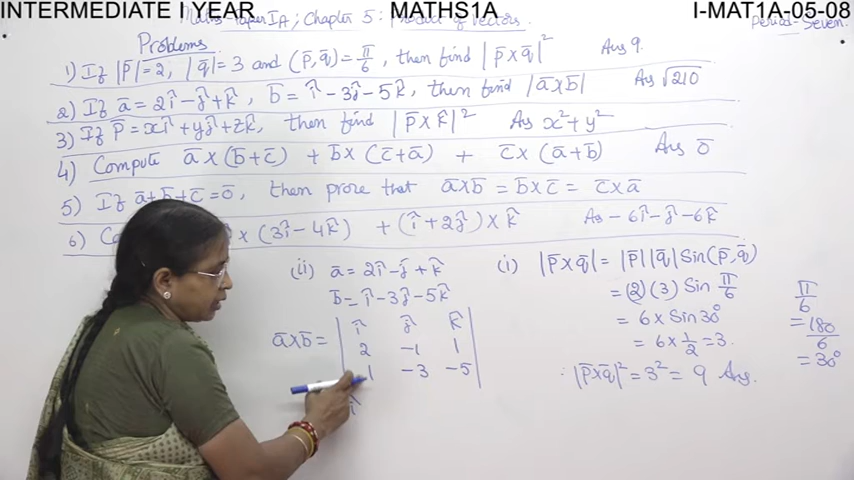 INTERMEDIATE I YEAR MATHS1A I-MAT1A-05-08
Maths-Paper IA; Chapter 5: Product of Vectors. Period-Seven.
Problems
1) If |p̄|=2, |q̄|=3 and (p̄,q̄)=π/6, then find |p̄×q̄|² Ans 9.
2) If ā=2î-ĵ+k̂, b̄=î-3ĵ-5k̂, then find |ā×b̄| Ans √210
3) If p̄=xî+yĵ+zk̂, then find |p̄×k̂|² Ans x²+y²
4) Compute ā×(b̄+c̄) + b̄×(c̄+ā) + c̄×(ā+b̄) Ans ō
5) If ā+b̄+c̄=ō, then prove that ā×b̄=b̄×c̄=c̄×ā
6) ×(3î-4k̂) +(î+2ĵ)×k̂ As -6î-ĵ-6k̂
(ii) ā=2î-ĵ+k̂
b̄=î-3ĵ-5k̂
ā×b̄= | î ĵ k̂ |
2 -1 1
1 -3 -5
î
(i) |p̄×q̄|=|p̄||q̄|Sin(p̄,q̄)
=(2)(3) Sin π/6
=6×Sin30°
=6×1/2=3.
∴|p̄×q̄|²=3²=9 Ans.
π/6
=180/6
=30°